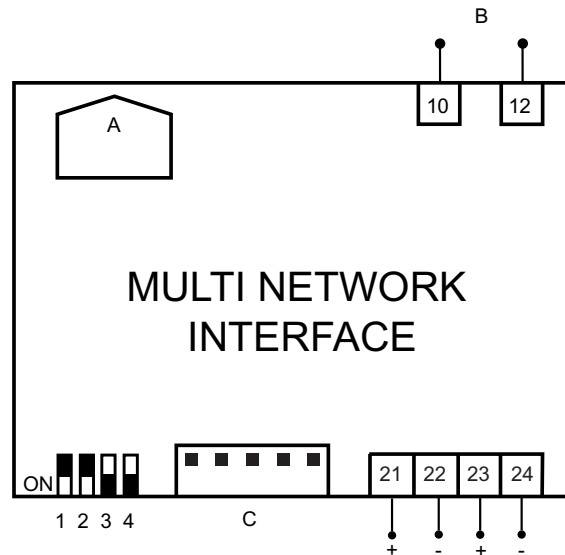 B
10 12
A
MULTI NETWORK
INTERFACE
ON
21 22 23 24
1 2 3 4
C
+ - + -